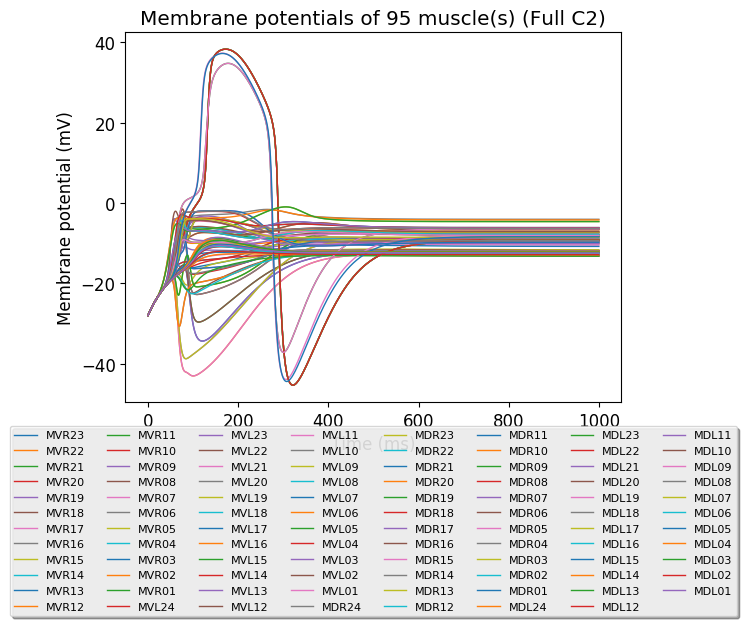 Membrane potentials of 95 muscle(s) (Full C2)
Membrane potential (mV)
40
20
0
−20
−40
0 200 400 600 800 1000
Time (ms)
MVR23 MVR11 MVL23 MVL11 MDR23 MDR11 MDL23 MDL11
MVR22 MVR10 MVL22 MVL10 MDR22 MDR10 MDL22 MDL10
MVR21 MVR09 MVL21 MVL09 MDR21 MDR09 MDL21 MDL09
MVR20 MVR08 MVL20 MVL08 MDR20 MDR08 MDL20 MDL08
MVR19 MVR07 MVL19 MVL07 MDR19 MDR07 MDL19 MDL07
MVR18 MVR06 MVL18 MVL06 MDR18 MDR06 MDL18 MDL06
MVR17 MVR05 MVL17 MVL05 MDR17 MDR05 MDL17 MDL05
MVR16 MVR04 MVL16 MVL04 MDR16 MDR04 MDL16 MDL04
MVR15 MVR03 MVL15 MVL03 MDR15 MDR03 MDL15 MDL03
MVR14 MVR02 MVL14 MVL02 MDR14 MDR02 MDL14 MDL02
MVR13 MVR01 MVL13 MVL01 MDR13 MDR01 MDL13 MDL01
MVR12 MVL24 MVL12 MDR24 MDR12 MDL24 MDL12